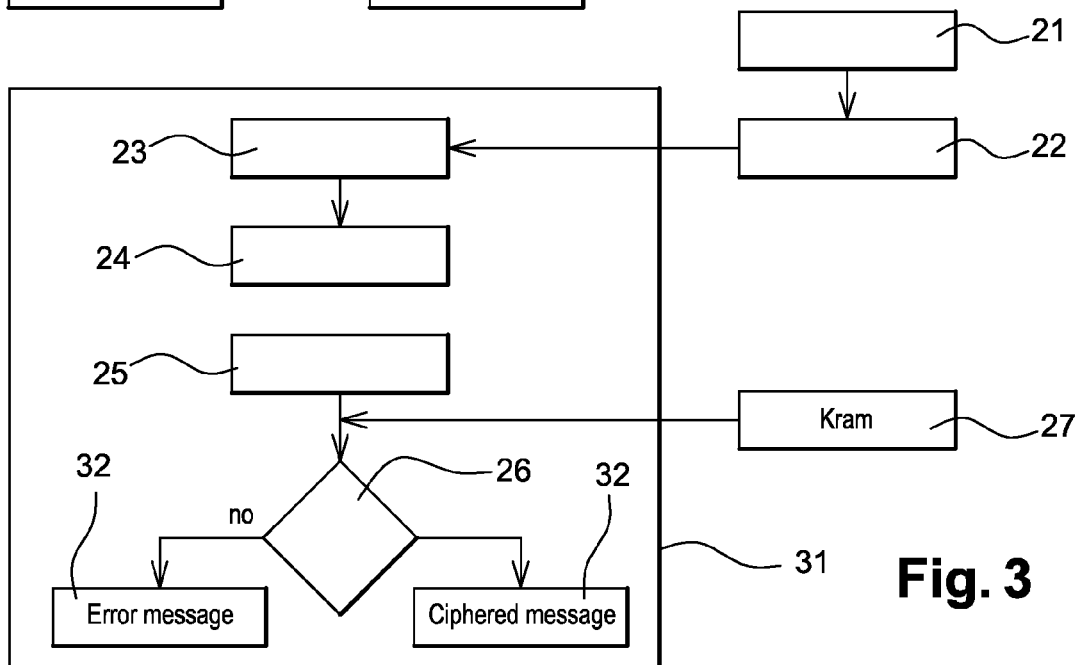 21
23
22
24
25
Kram
27
32
26
32
no
31
Fig. 3
Error message
Ciphered message